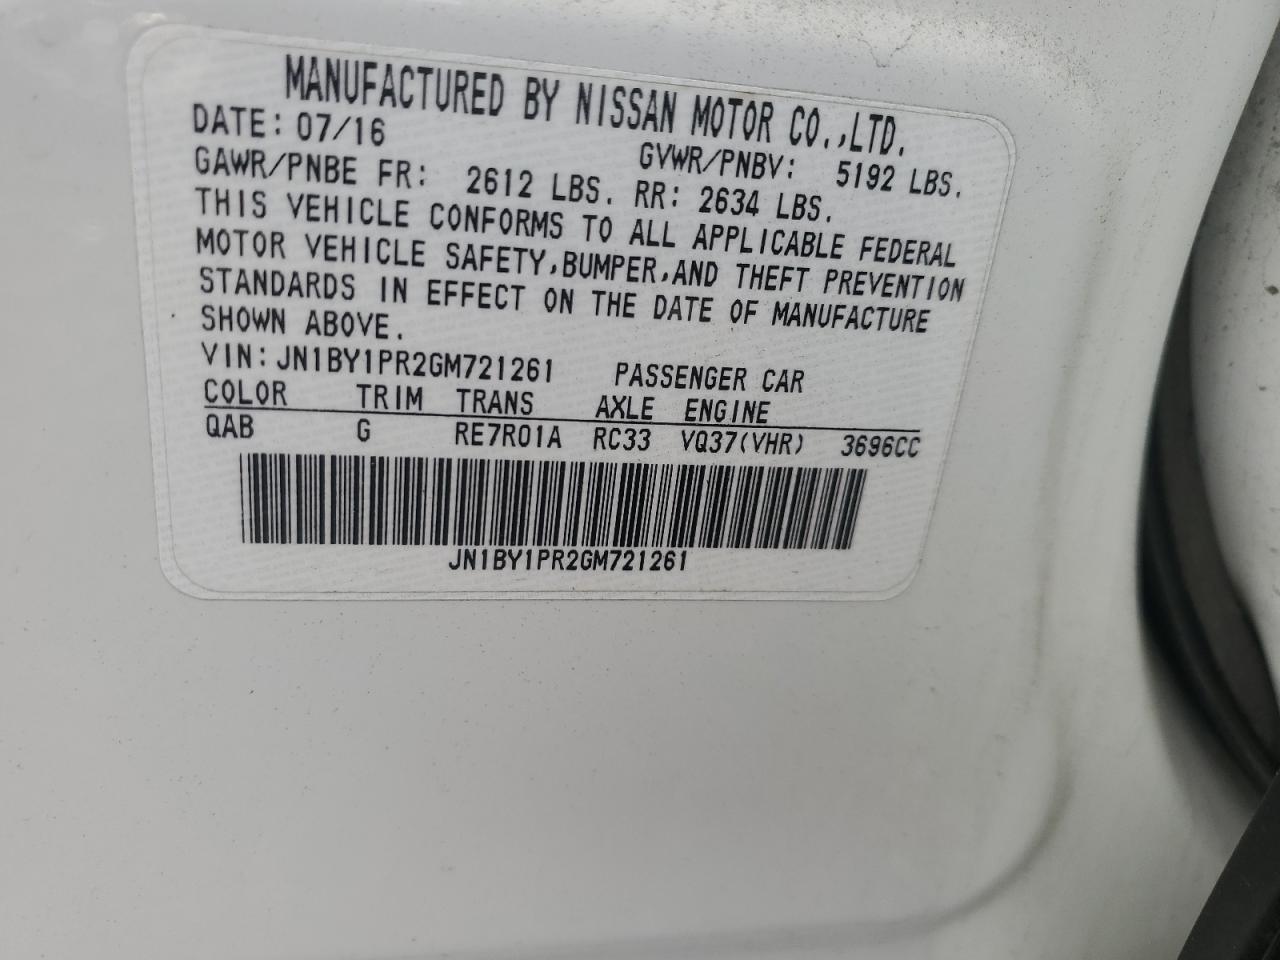 MANUFACTURED BY NISSAN MOTOR CO.,LTD.
DATE: 07/16 GVWR/PNBV: 5192 LBS.
GAWR/PNBE FR: 2612 LBS. RR: 2634 LBS.
THIS VEHICLE CONFORMS TO ALL APPLICABLE FEDERAL
MOTOR VEHICLE SAFETY,BUMPER,AND THEFT PREVENTION
STANDARDS IN EFFECT ON THE DATE OF MANUFACTURE
SHOWN ABOVE.
VIN:JN1BY1PR2GM721261 PASSENGER CAR
COLOR TRIM TRANS AXLE ENGINE
QAB G RE7R01A RC33 VQ37(VHR) 3696CC
JN1BY1PR2GM721261